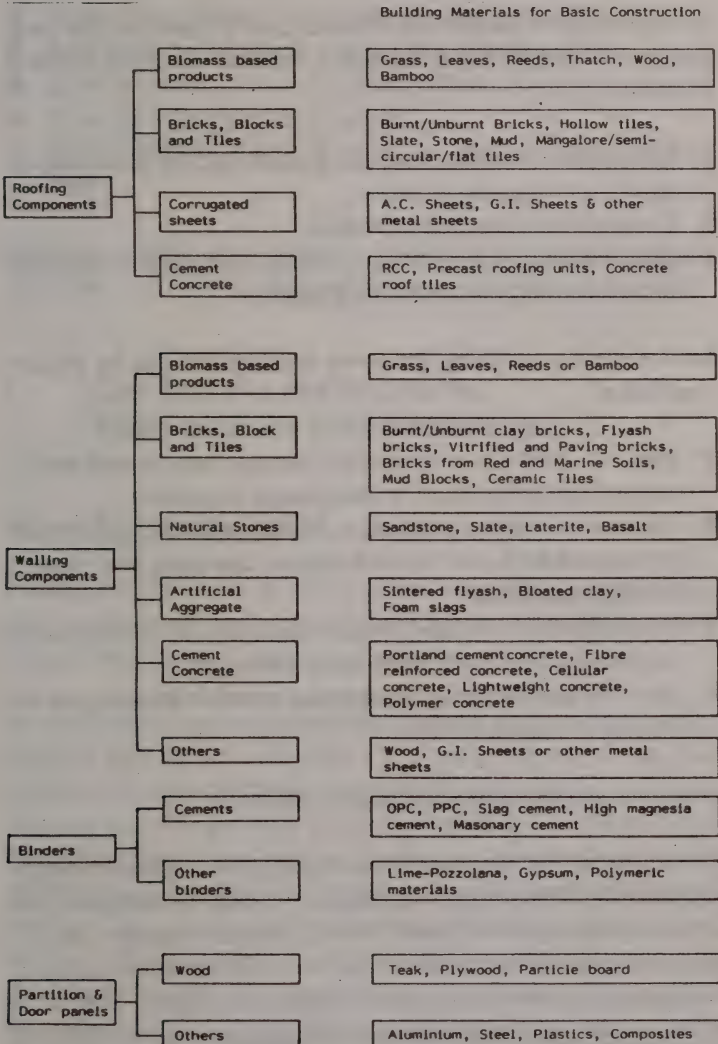 Building Materials for Basic Construction
Biomass based
products
Grass, Leaves, Reeds, Thatch, Wood,
Bamboo
Bricks, Blocks
and Tiles
Burnt/Unburnt Bricks, Hollow tiles,
Slate, Stone, Mud, Mangalore/semi-
circular/flat tiles
Roofing
Components
Corrugated
sheets
A.C. Sheets, G.I. Sheets & other
metal sheets
Cement
Concrete
RCC, Precast roofing units, Concrete
roof tiles
Biomass based
products
Grass, Leaves, Reeds or Bamboo
Bricks, Block
and Tiles
Burnt/Unburnt clay bricks, Flyash
bricks, Vitrified and Paving bricks,
Bricks from Red and Marine Soils,
Mud Blocks, Ceramic Tiles
Natural Stones
Sandstone, Slate, Laterite, Basalt
Walling
Components
Artificial
Aggregate
Sintered flyash, Bloated clay,
Foam slags
Cement
Concrete
Portland cementconcrete, Fibre
reinforced concrete, Cellular
concrete, Lightweight concrete,
Polymer concrete
Others
Wood, G.I. Sheets or other metal
sheets
Cements
OPC, PPC, Slag cement, High magnesia
cement, Masonary cement
Binders
Other
binders
Lime-Pozzolana, Gypsum, Polymeric
materials
Wood
Teak, Plywood, Particle board
Partition &
Door panels
Others
Aluminium, Steel, Plastics, Composites